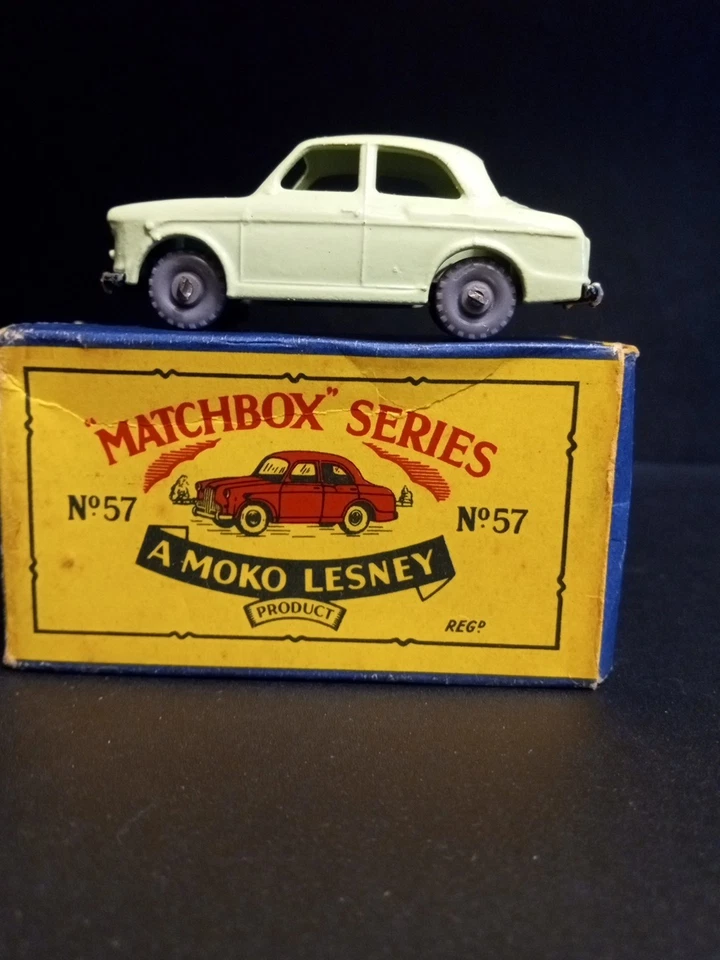 "MATCHBOX" SERIES
Nº57 Nº57
A MOKO LESNEY
PRODUCT
REGᴰ